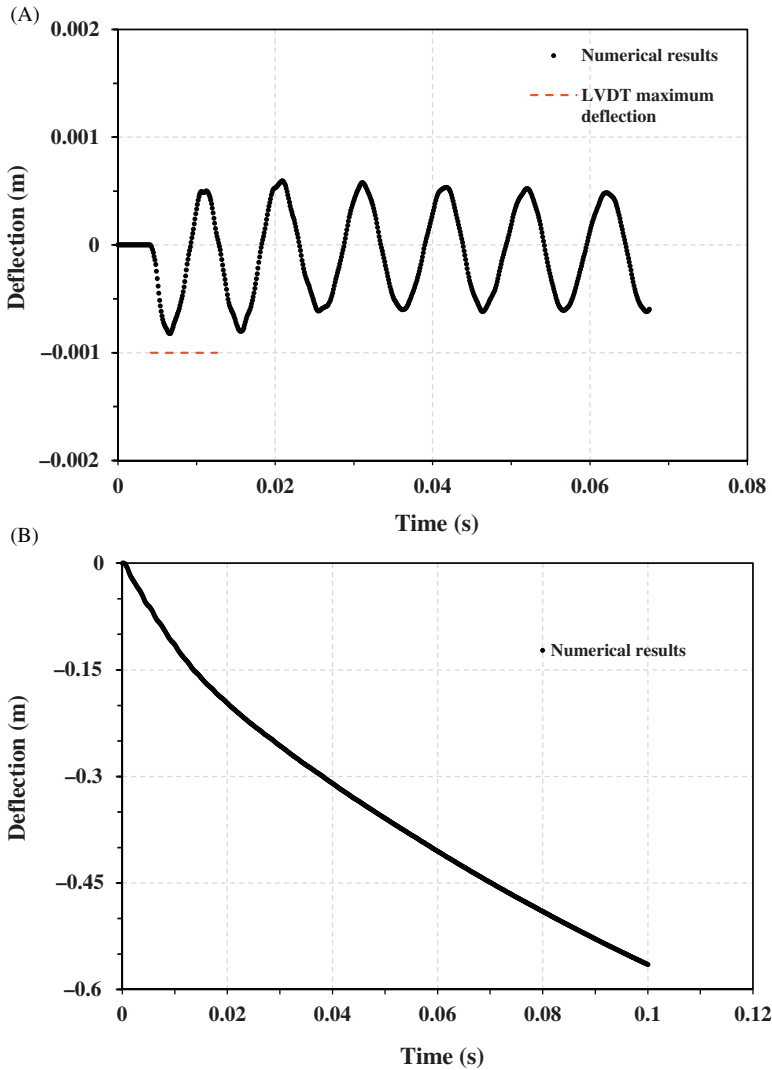 (A)
0.002
0.001
0
−0.001
−0.002
Deflection (m)
Numerical results
LVDT maximum
deflection
0
0.02
0.04
0.06
0.08
Time (s)
(B)
0
−0.15
−0.3
−0.45
−0.6
Deflection (m)
Numerical results
0
0.02
0.04
0.06
0.08
0.1
0.12
Time (s)